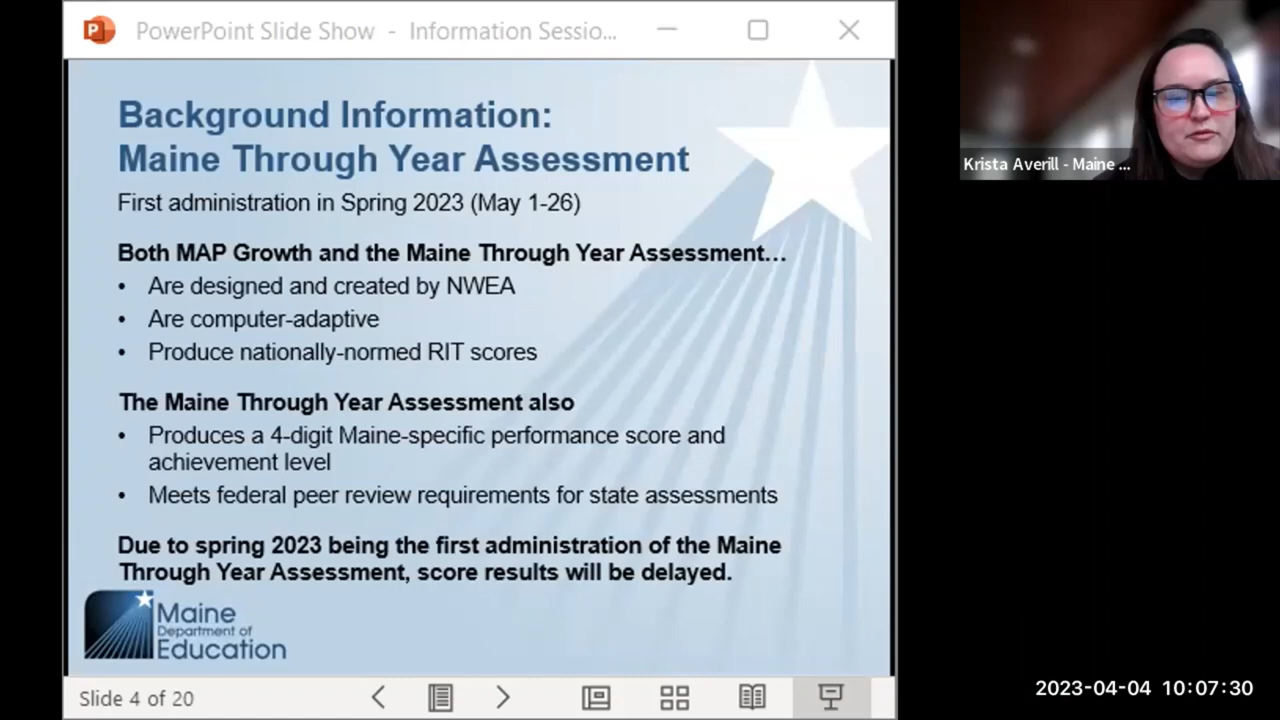 PowerPoint Slide Show - Information Sessio...
Background Information:
Maine Through Year Assessment
First administration in Spring 2023 (May 1-26)
Both MAP Growth and the Maine Through Year Assessment...
• Are designed and created by NWEA
• Are computer-adaptive
• Produce nationally-normed RIT scores
The Maine Through Year Assessment also
• Produces a 4-digit Maine-specific performance score and
achievement level
• Meets federal peer review requirements for state assessments
Due to spring 2023 being the first administration of the Maine
Through Year Assessment, score results will be delayed.
Maine
Department of
Education
Slide 4 of 20
Krista Averill - Maine ...
2023-04-04 10:07:30